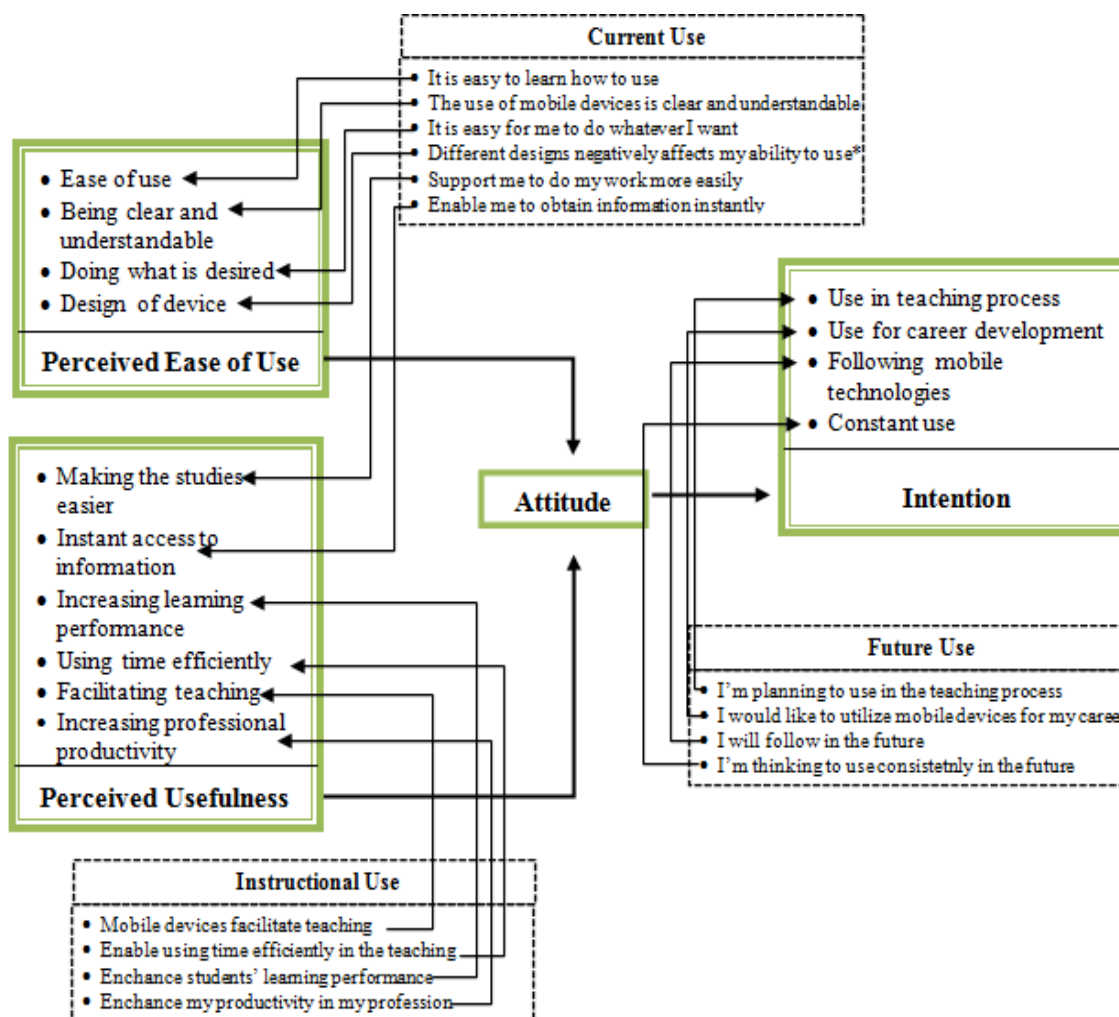 Current Use
• It is easy to learn how to use
• The use of mobile devices is clear and understandable
• It is easy for me to do whatever I want
• Different designs negatively affects my ability to use*
• Support me to do my work more easily
• Enable me to obtain information instantly
• Ease of use
• Being clear and
understandable
• Doing what is desired
• Design of device
Perceived Ease of Use
• Use in teaching process
• Use for career development
• Following mobile
technologies
• Constant use
Intention
Attitude
• Making the studies
easier
• Instant access to
information
• Increasing learning
performance
• Using time efficiently
• Facilitating teaching
• Increasing professional
productivity
Perceived Usefulness
Future Use
• I'm planning to use in the teaching process
• I would like to utilize mobile devices for my career
• I will follow in the future
• I'm thinking to use consistetnly in the future
Instructional Use
• Mobile devices facilitate teaching
• Enable using time efficiently in the teaching
• Enchance students' learning performance
• Enchance my productivity in my profession